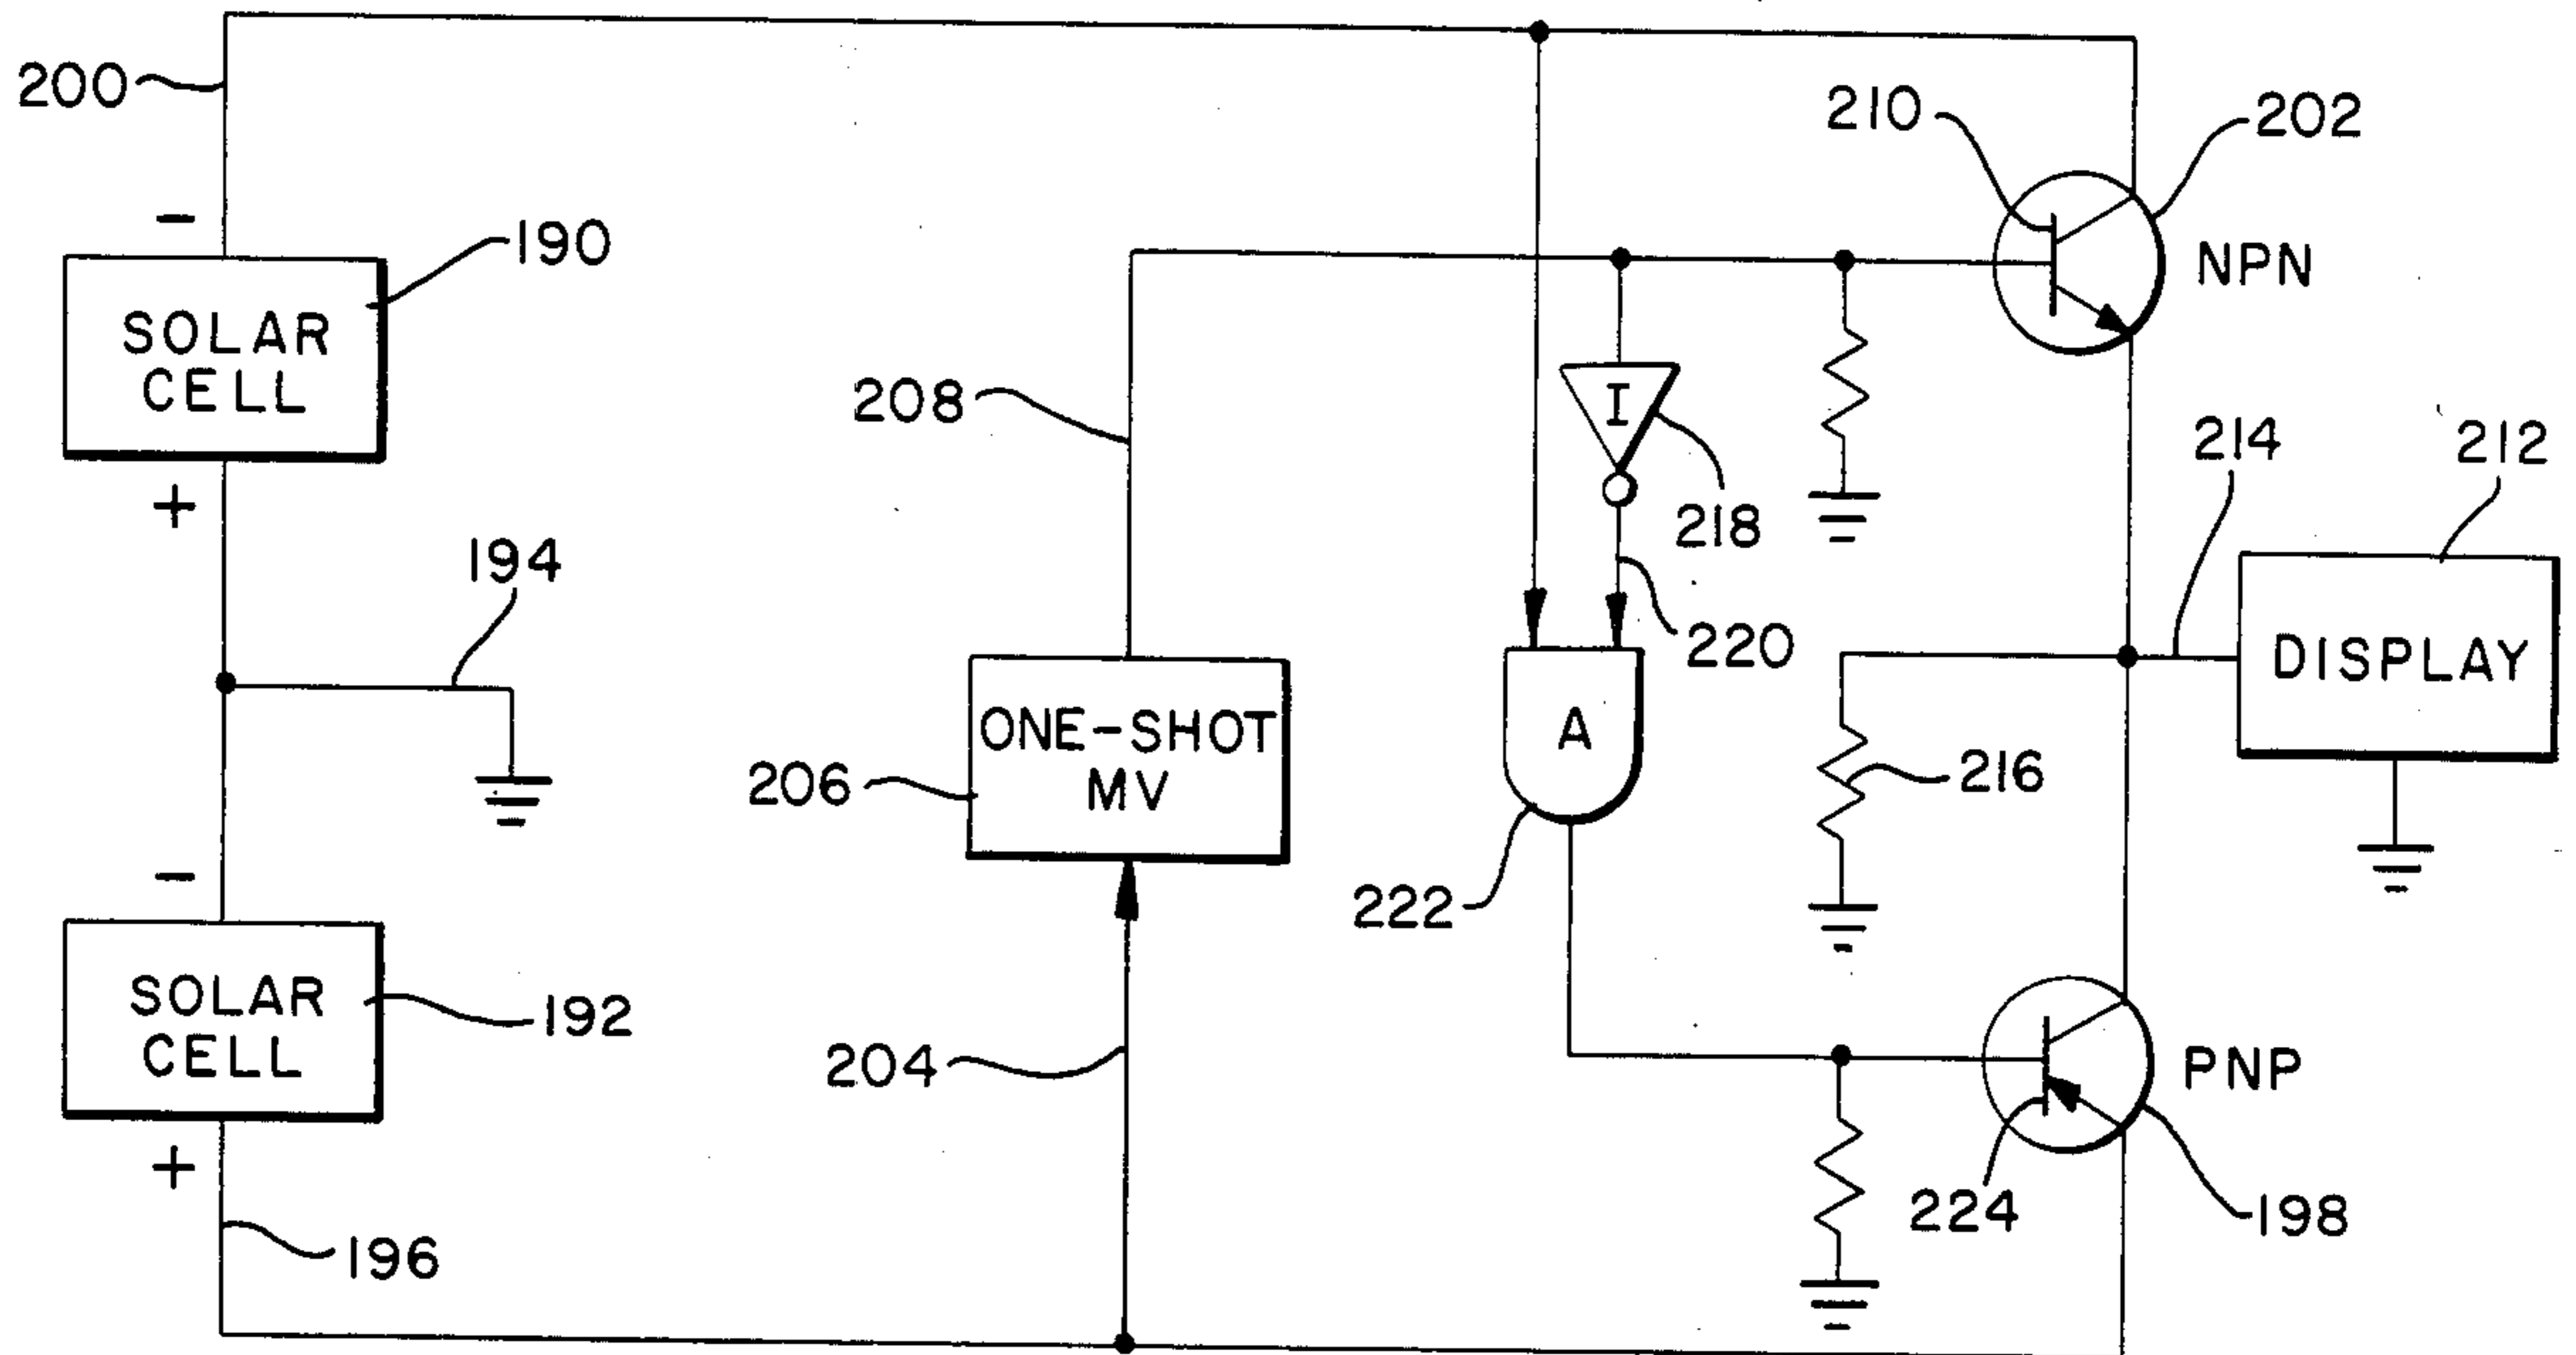 200
210
202
-
190
NPN
SOLAR
CELL
+
208
I
218
214
212
194
220
DISPLAY
ONE-SHOT
MV
206
A
216
-
222
SOLAR
CELL
192
204
PNP
+
224
198
196